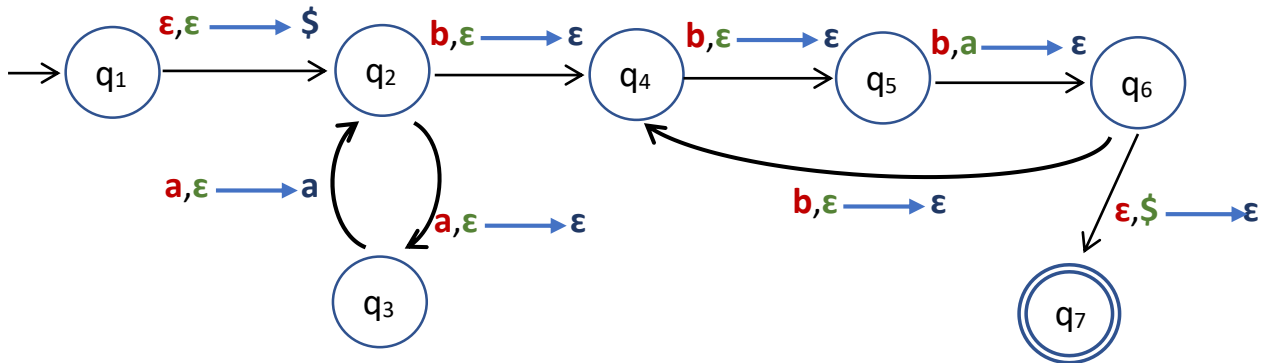 ε,ε → $
b,ε → ε
b,ε → ε
b,a → ε
q1
q2
q4
q5
q6
a,ε → a
a,ε → ε
b,ε → ε
ε,$ → ε
q3
q7